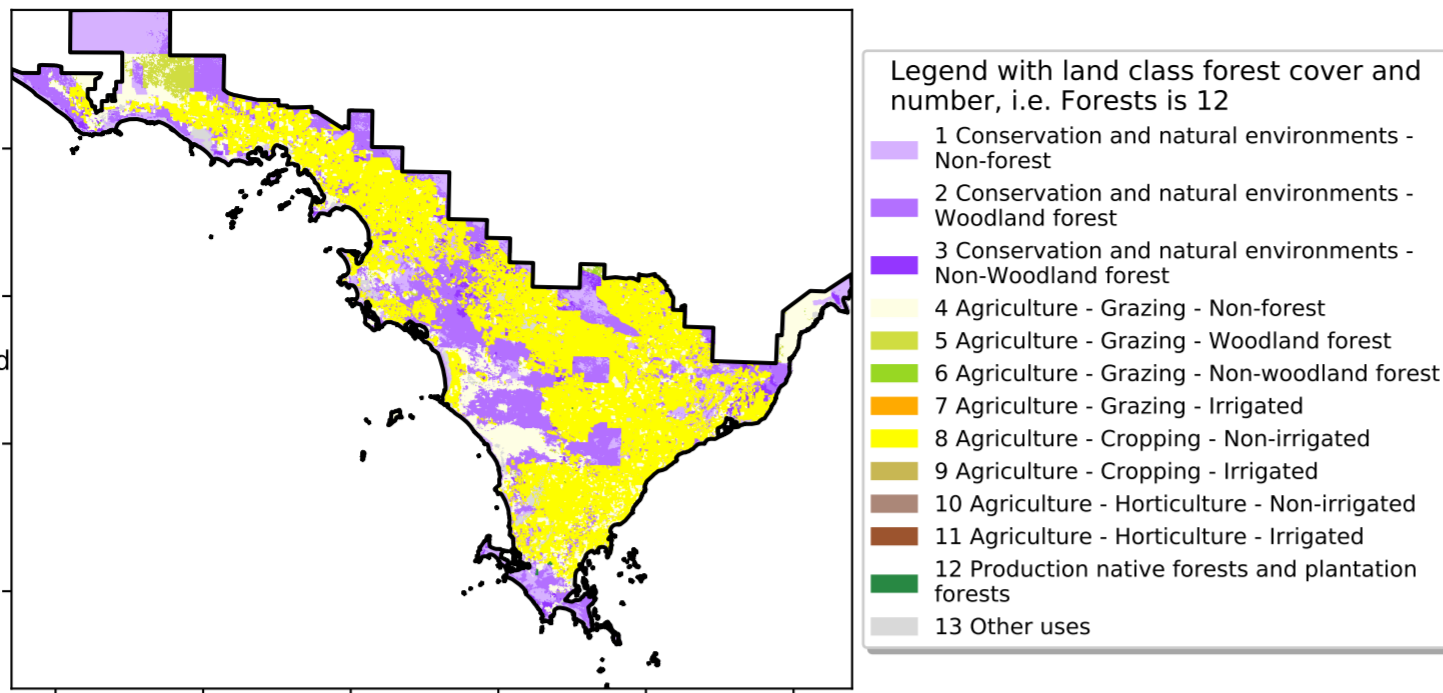 Legend with land class forest cover and
number, i.e. Forests is 12
1 Conservation and natural environments -
Non-forest
2 Conservation and natural environments -
Woodland forest
3 Conservation and natural environments -
Non-Woodland forest
4 Agriculture - Grazing - Non-forest
5 Agriculture - Grazing - Woodland forest
6 Agriculture - Grazing - Non-woodland forest
7 Agriculture - Grazing - Irrigated
8 Agriculture - Cropping - Non-irrigated
9 Agriculture - Cropping - Irrigated
10 Agriculture - Horticulture - Non-irrigated
11 Agriculture - Horticulture - Irrigated
12 Production native forests and plantation
forests
13 Other uses